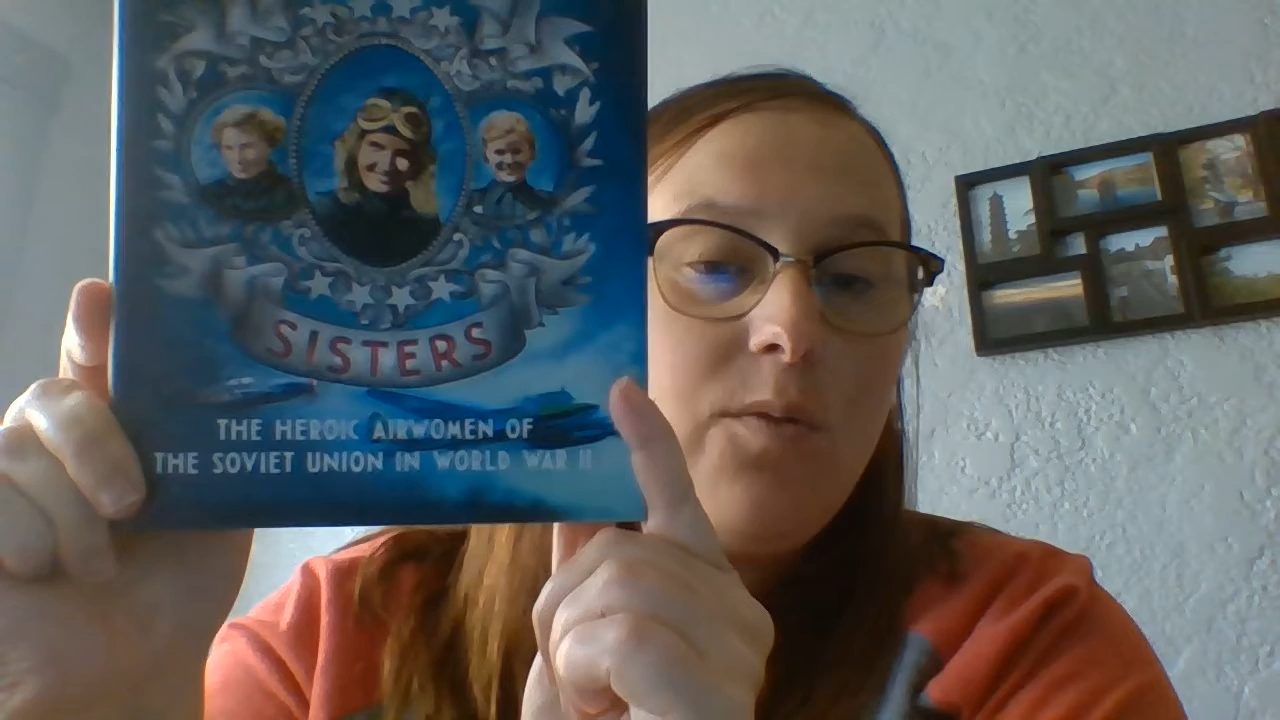 SISTERS
THE HEROIC AIRWOMEN OF
THE SOVIET UNION IN WORLD WAR II